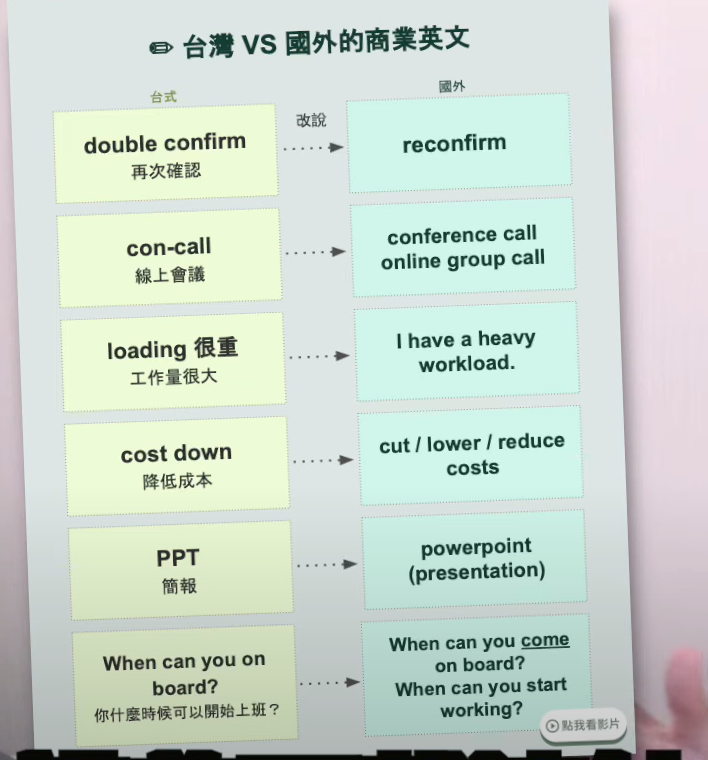 ✏ 台灣 VS 國外的商業英文
台式
國外
改說
double confirm
再次確認
reconfirm
con-call
線上會議
conference call
online group call
loading 很重
工作量很大
I have a heavy
workload.
cost down
降低成本
cut / lower / reduce
costs
PPT
簡報
powerpoint
(presentation)
When can you on
board?
你什麼時候可以開始上班？
When can you come
on board?
When can you start
working?
點我看影片